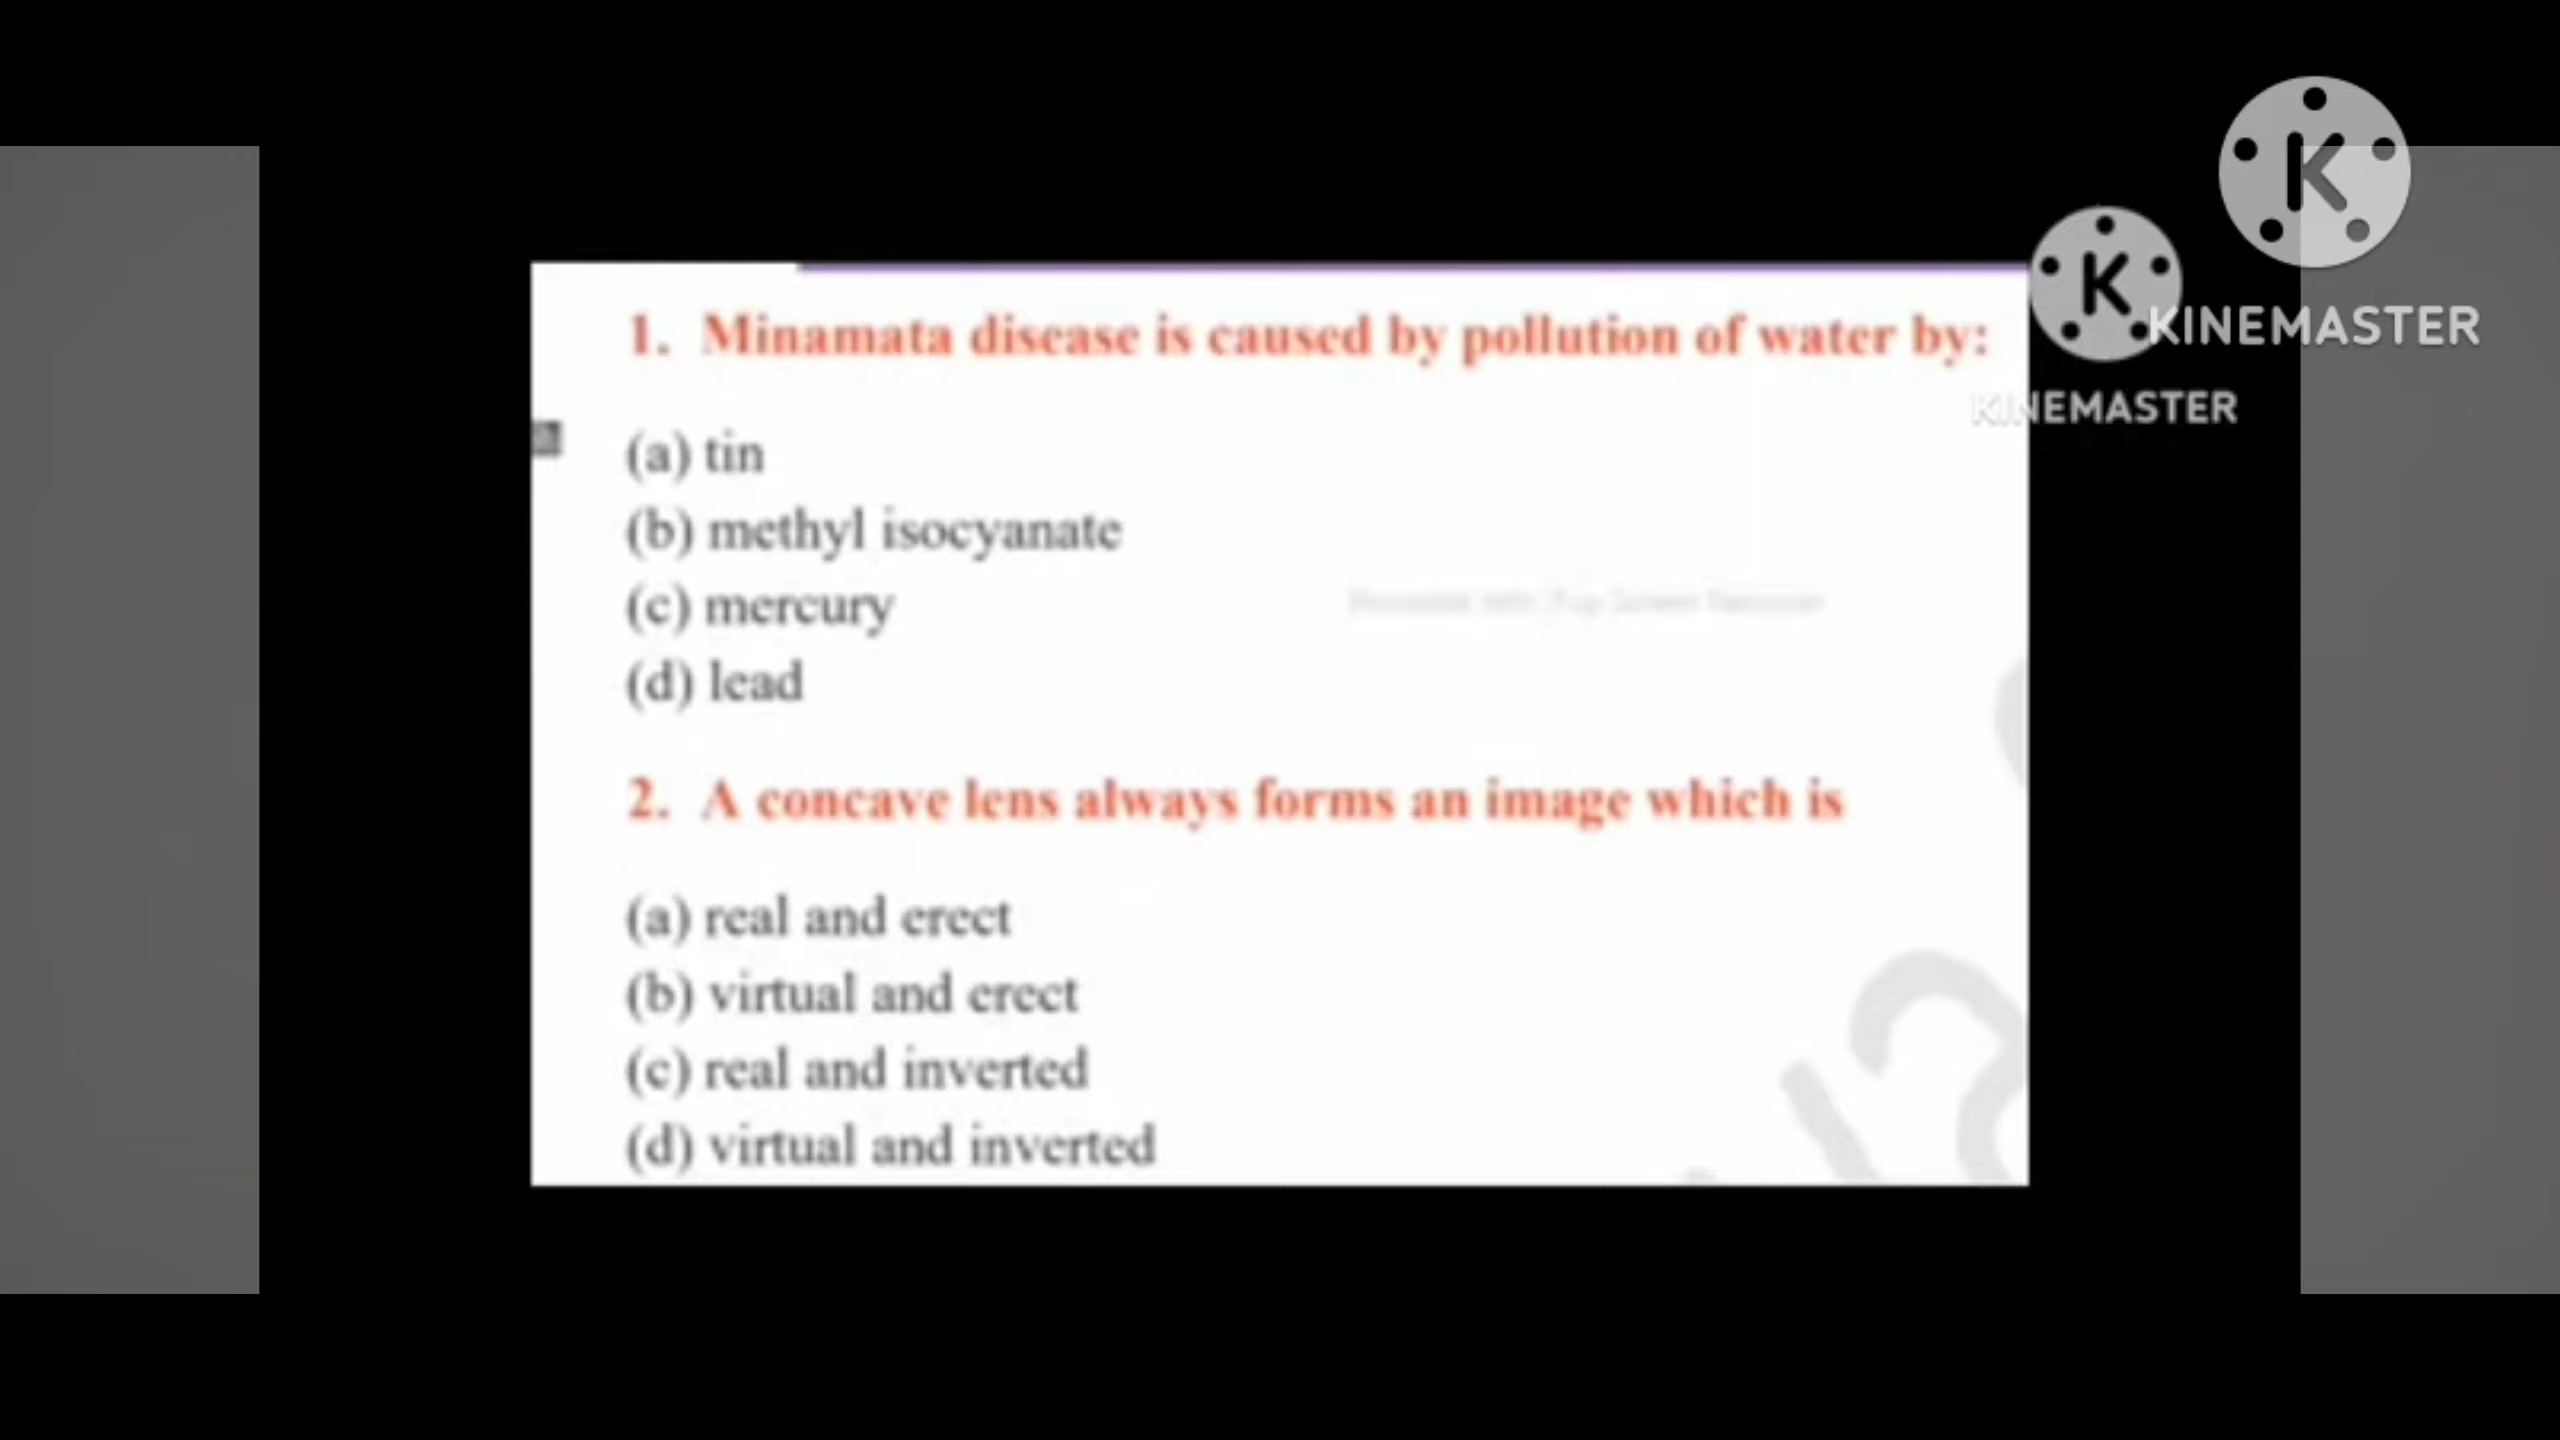 1. Minamata disease is caused by pollution of water by:
(a) tin
(b) methyl isocyanate
(c) mercury
(d) lead
2. A concave lens always forms an image which is
(a) real and erect
(b) virtual and erect
(c) real and inverted
(d) virtual and inverted
KINEMASTER
KINEMASTER